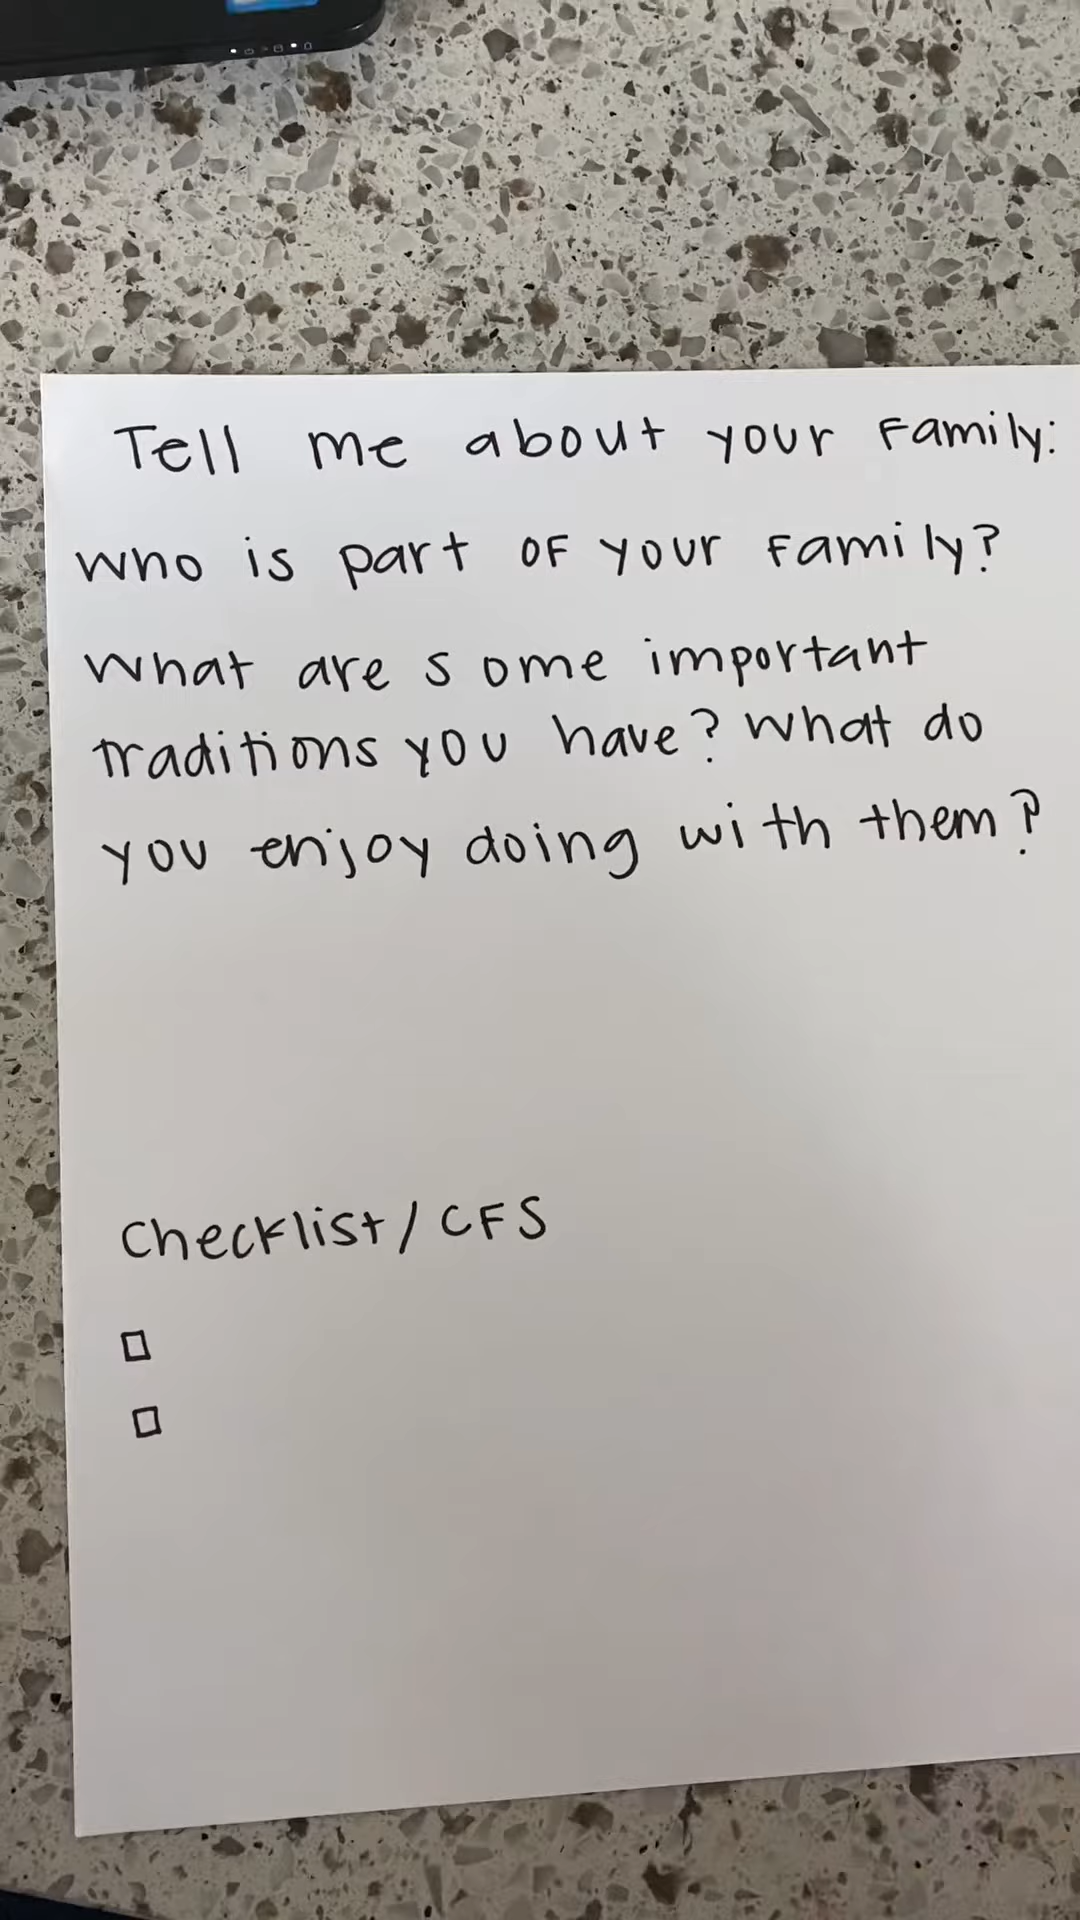 Tell me about your family:
who is part of your family?
What are some important
traditions you have? What do
you enjoy doing with them?
Checklist/CFS